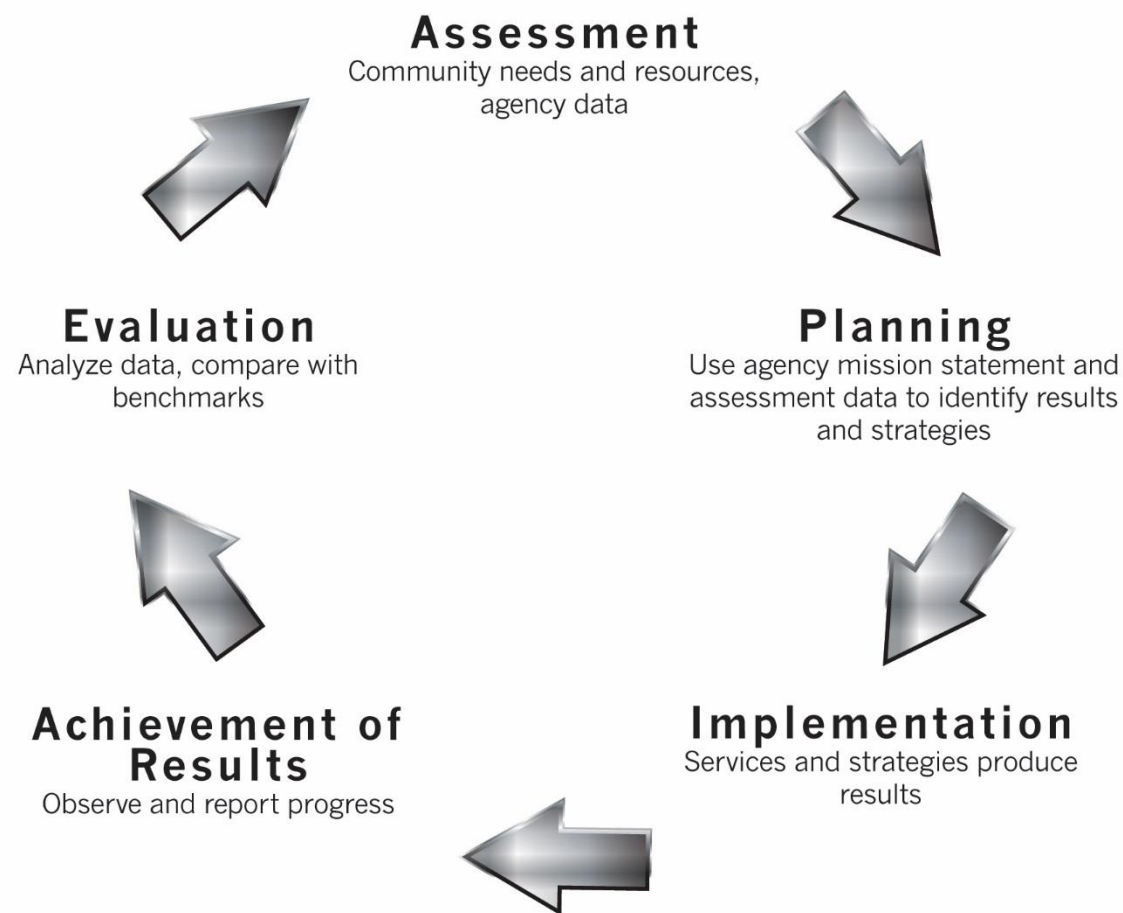 Assessment
Community needs and resources,
agency data
Planning
Use agency mission statement and
assessment data to identify results
and strategies
Implementation
Services and strategies produce
results
Achievement of
Results
Observe and report progress
Evaluation
Analyze data, compare with
benchmarks